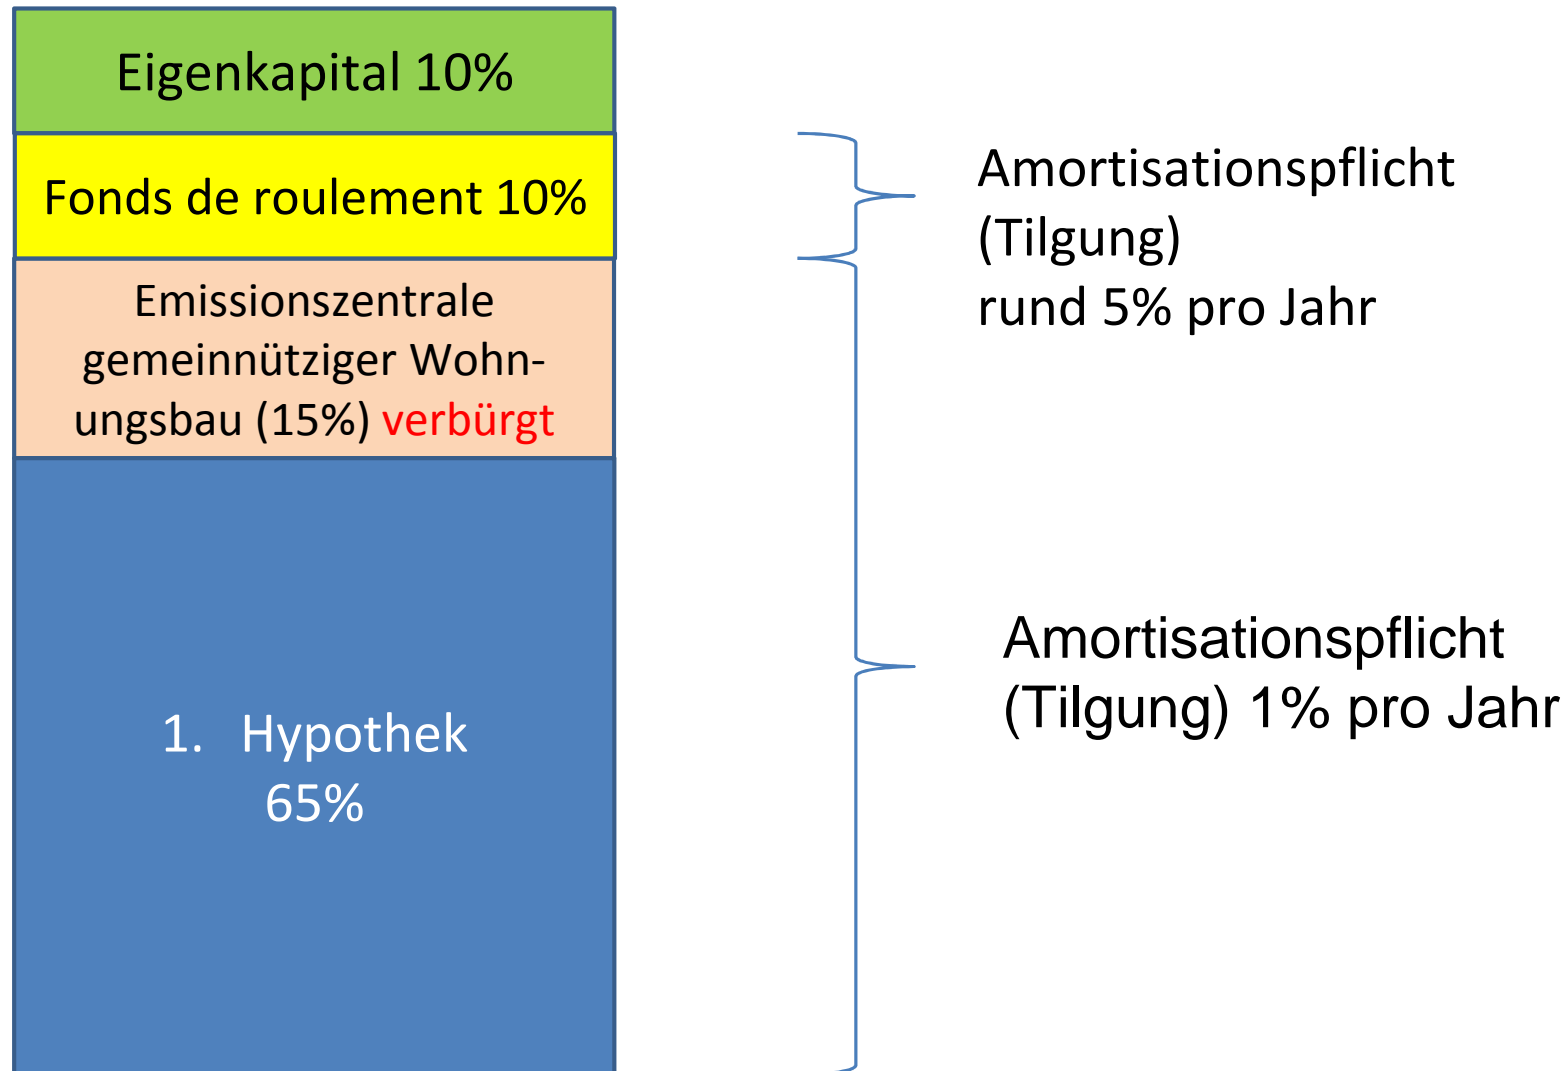 Eigenkapital 10%
Fonds de roulement 10%
Emissionszentrale
gemeinnütziger Wohn-
ungsbau (15%) verbürgt
1. Hypothek
65%
Amortisationspflicht
(Tilgung)
rund 5% pro Jahr
Amortisationspflicht
(Tilgung) 1% pro Jahr